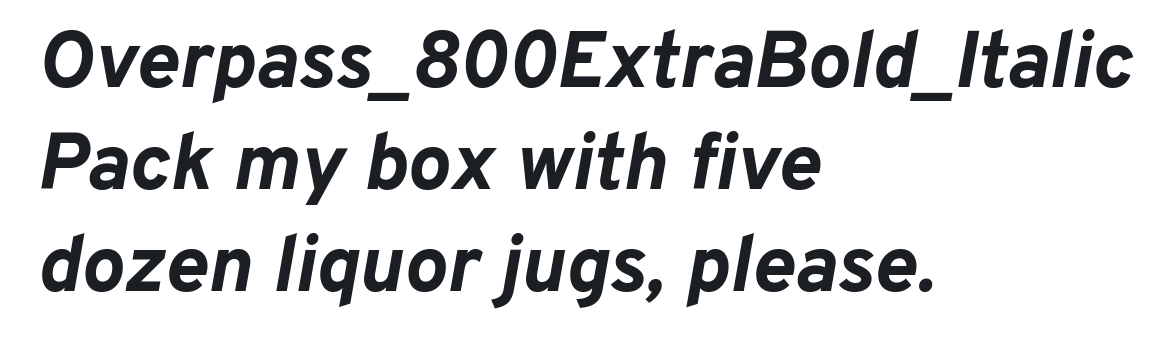 Overpass_800ExtraBold_Italic
Pack my box with five
dozen liquor jugs, please.